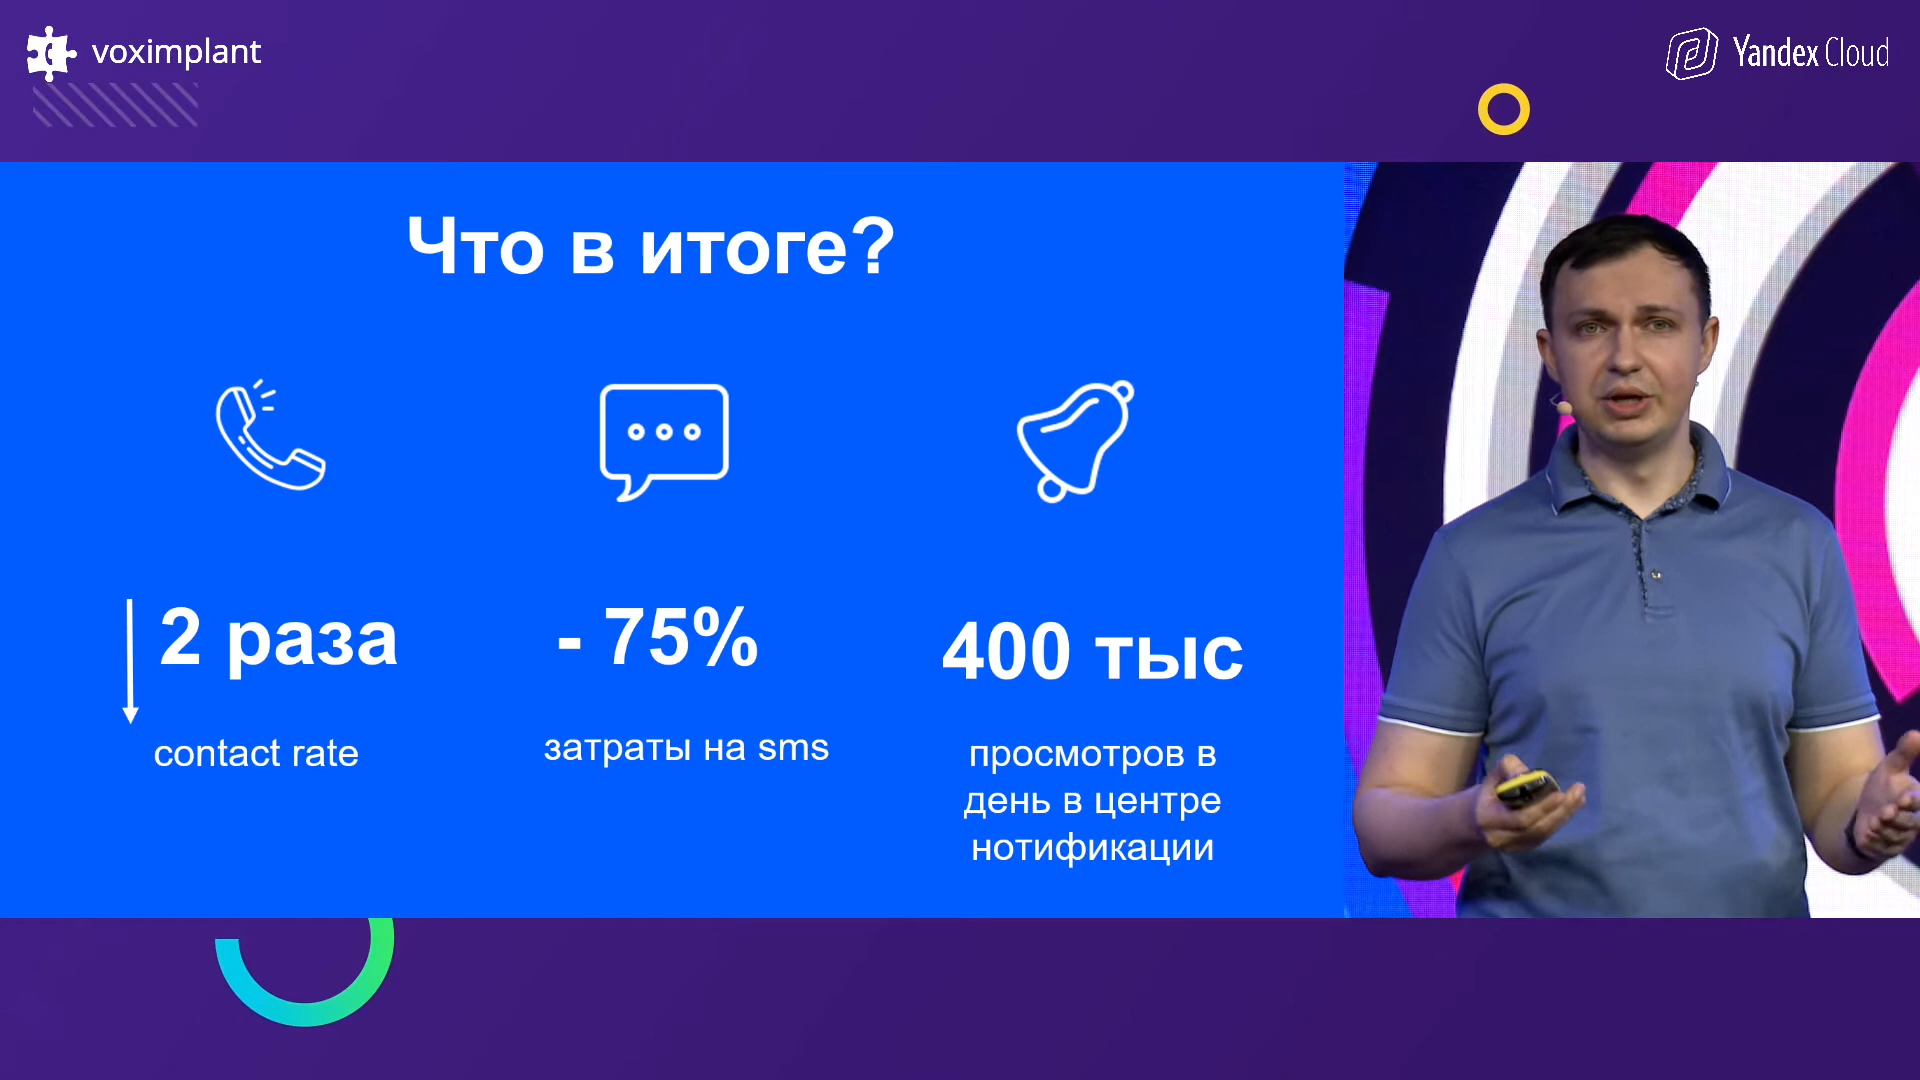 voximplant
Yandex Cloud
Что в итоге?
2 раза
contact rate
- 75%
затраты на sms
400 тыс
просмотров в
день в центре
нотификации